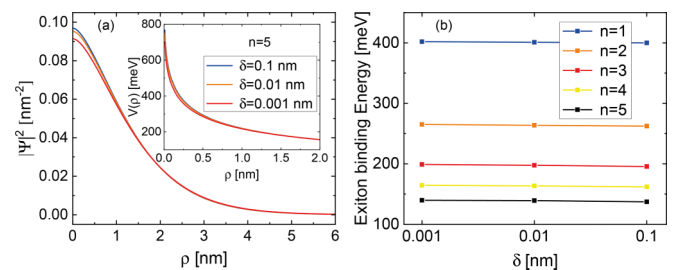 (a)
|Ψ|² [nm⁻²]
0.10
0.08
0.06
0.04
0.02
0.00
0 1 2 3 4 5 6
ρ [nm]
n=5
δ=0.1 nm
δ=0.01 nm
δ=0.001 nm
V(ρ) [meV]
800
600
400
200
0.0 0.5 1.0 1.5 2.0
ρ [nm]
(b)
n=1
n=2
n=3
n=4
n=5
Exiton binding Energy [meV]
400
300
200
100
0.001 0.01 0.1
δ [nm]